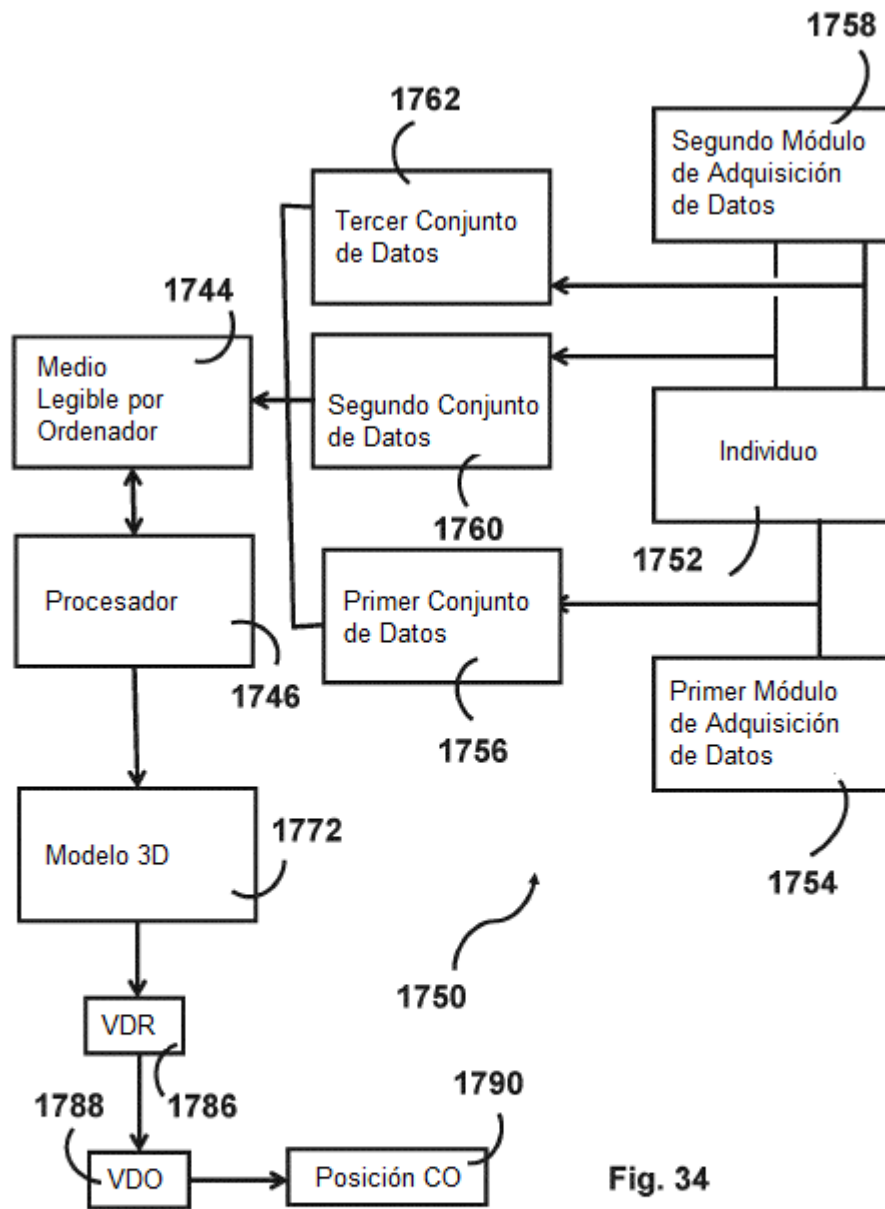 1758
Segundo Módulo
de Adquisición
de Datos
1762
Tercer Conjunto
de Datos
1744
Medio
Legible por
Ordenador
Segundo Conjunto
de Datos
1760
Individuo
1752
Procesador
1746
Primer Conjunto
de Datos
1756
Primer Módulo
de Adquisición
de Datos
1754
Modelo 3D
1772
1750
VDR
1786
1788
VDO
1790
Posición CO
Fig. 34